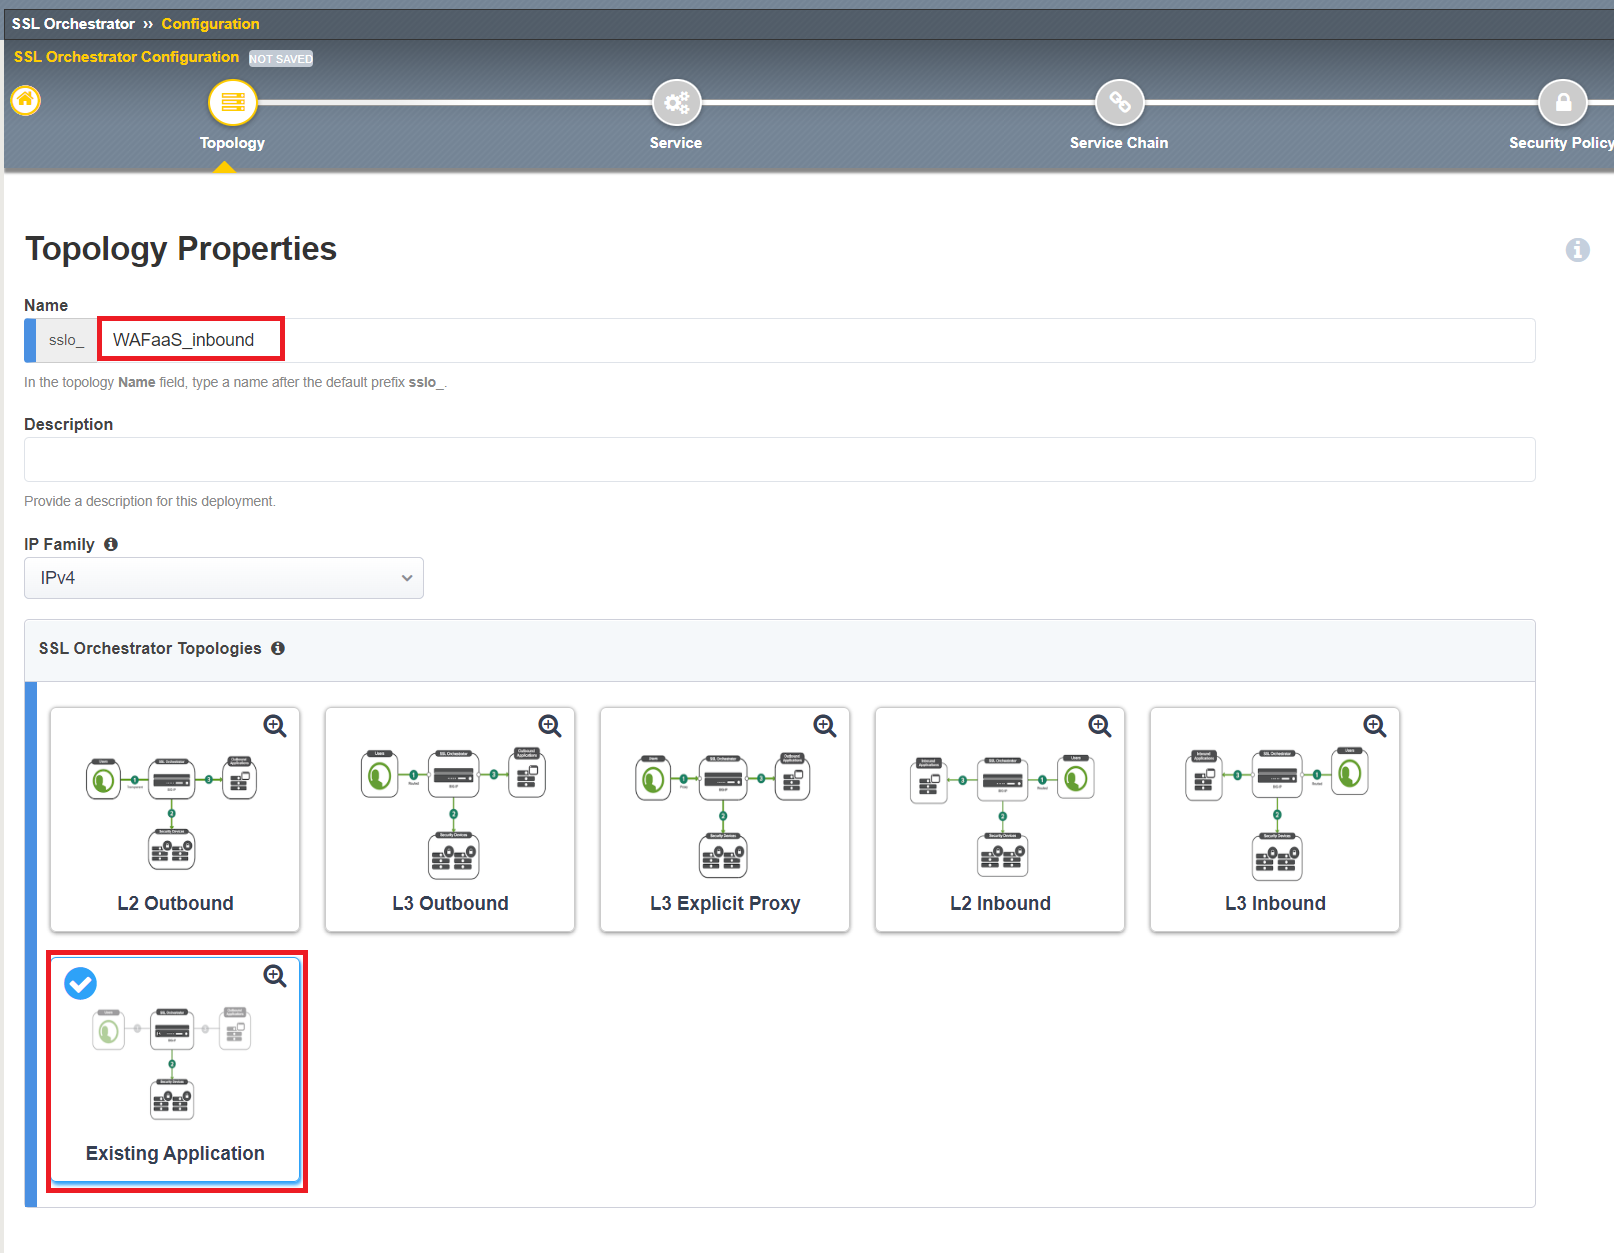 SSL Orchestrator ›› Configuration
SSL Orchestrator Configuration NOT SAVED
Topology
Service
Service Chain
Security Policy
Topology Properties
Name
sslo_ WAFaaS_inbound
In the topology Name field, type a name after the default prefix sslo_.
Description
Provide a description for this deployment.
IP Family
IPv4
SSL Orchestrator Topologies
L2 Outbound
L3 Outbound
L3 Explicit Proxy
L2 Inbound
L3 Inbound
Existing Application